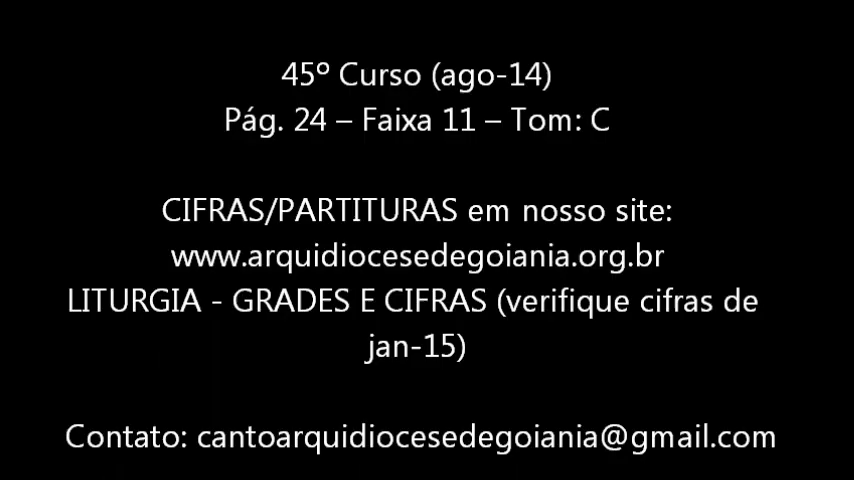 45º Curso (ago-14)
Pág. 24 – Faixa 11 – Tom: C
CIFRAS/PARTITURAS em nosso site:
www.arquidiocesedegoiania.org.br
LITURGIA - GRADES E CIFRAS (verifique cifras de
jan-15)
Contato: cantoarquidiocesedegoiania@gmail.com